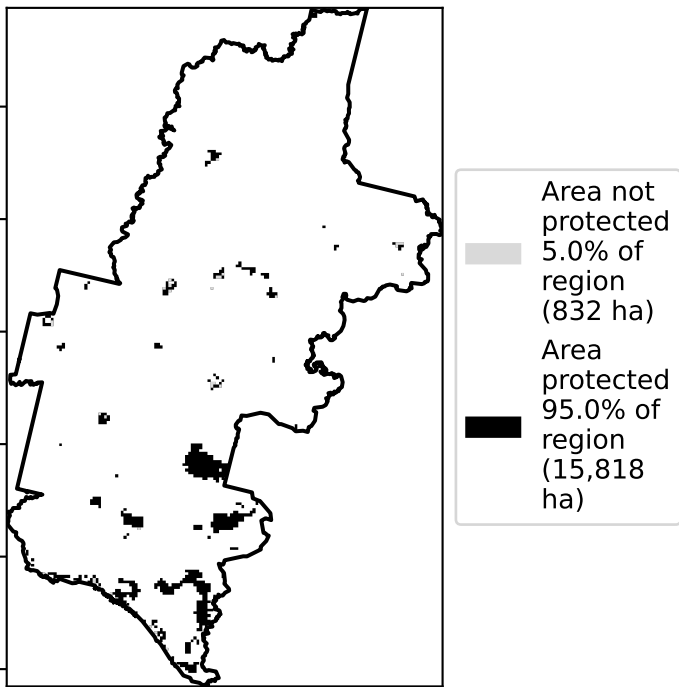 Area not
protected
5.0% of
region
(832 ha)
Area
protected
95.0% of
region
(15,818
ha)